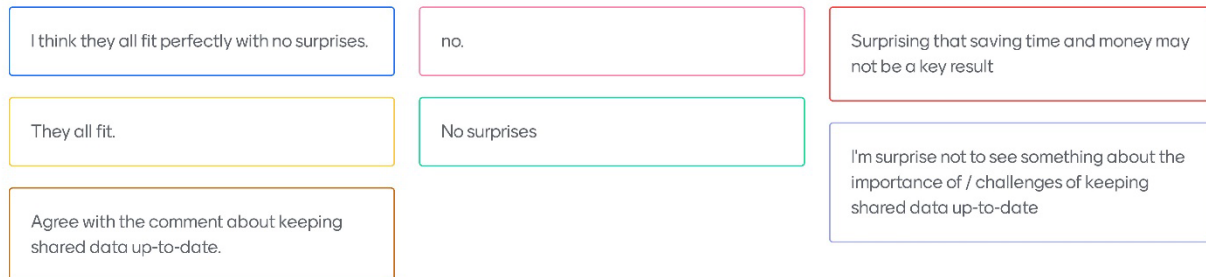 I think they all fit perfectly with no surprises.
They all fit.
Agree with the comment about keeping
shared data up-to-date.
no.
No surprises
Surprising that saving time and money may
not be a key result
I'm surprise not to see something about the
importance of / challenges of keeping
shared data up-to-date